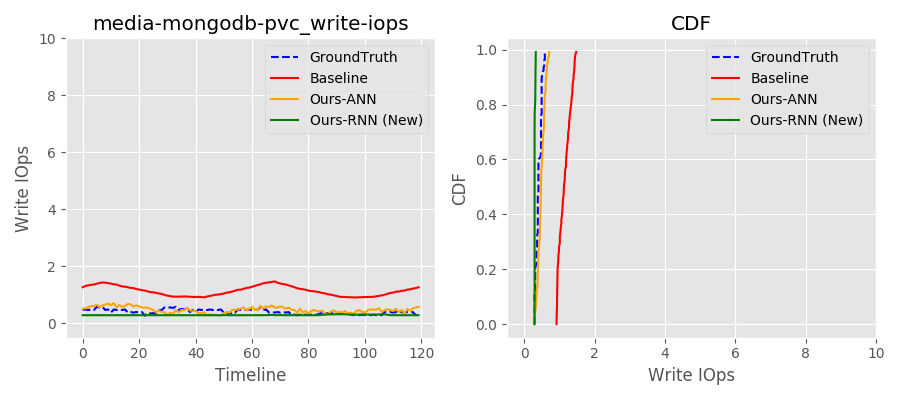 media-mongodb-pvc_write-iops
10
8
6
4
2
0
Write IOps
0 20 40 60 80 100 120
Timeline
GroundTruth
Baseline
Ours-ANN
Ours-RNN (New)
CDF
1.0
0.8
0.6
0.4
0.2
0.0
CDF
0 2 4 6 8 10
Write IOps
GroundTruth
Baseline
Ours-ANN
Ours-RNN (New)